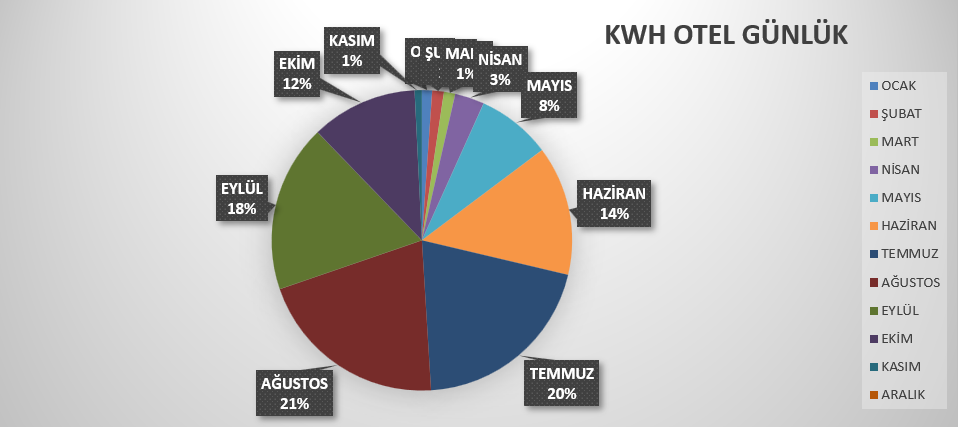 KWH OTEL GÜNLÜK
KASIM
1%
EKİM
12%
1%
NİSAN
3%
MAYIS
8%
HAZİRAN
14%
EYLÜL
18%
TEMMUZ
20%
AĞUSTOS
21%
OCAK
ŞUBAT
MART
NİSAN
MAYIS
HAZİRAN
TEMMUZ
AĞUSTOS
EYLÜL
EKİM
KASIM
ARALIK